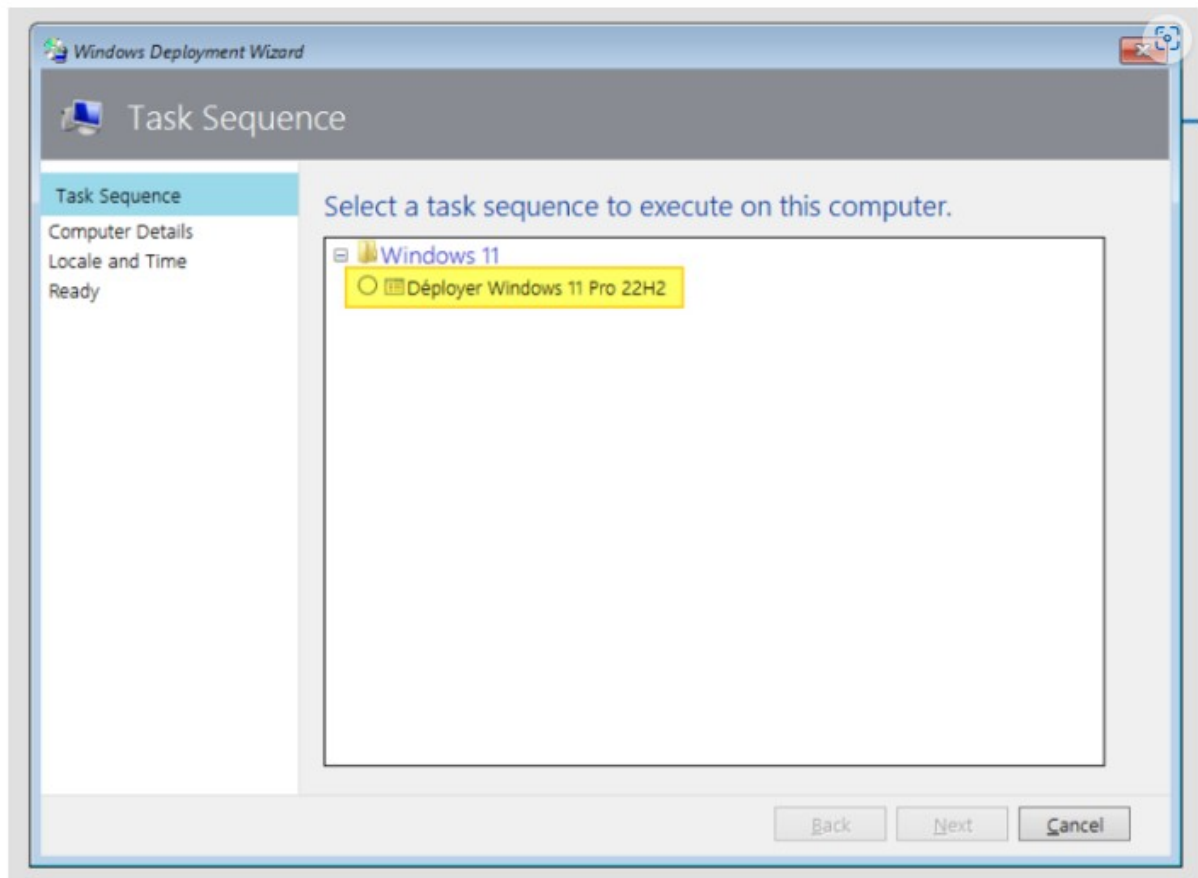 Windows Deployment Wizard
Task Sequence
Task Sequence
Computer Details
Locale and Time
Ready
Select a task sequence to execute on this computer.
Windows 11
Déployer Windows 11 Pro 22H2
Back Next Cancel